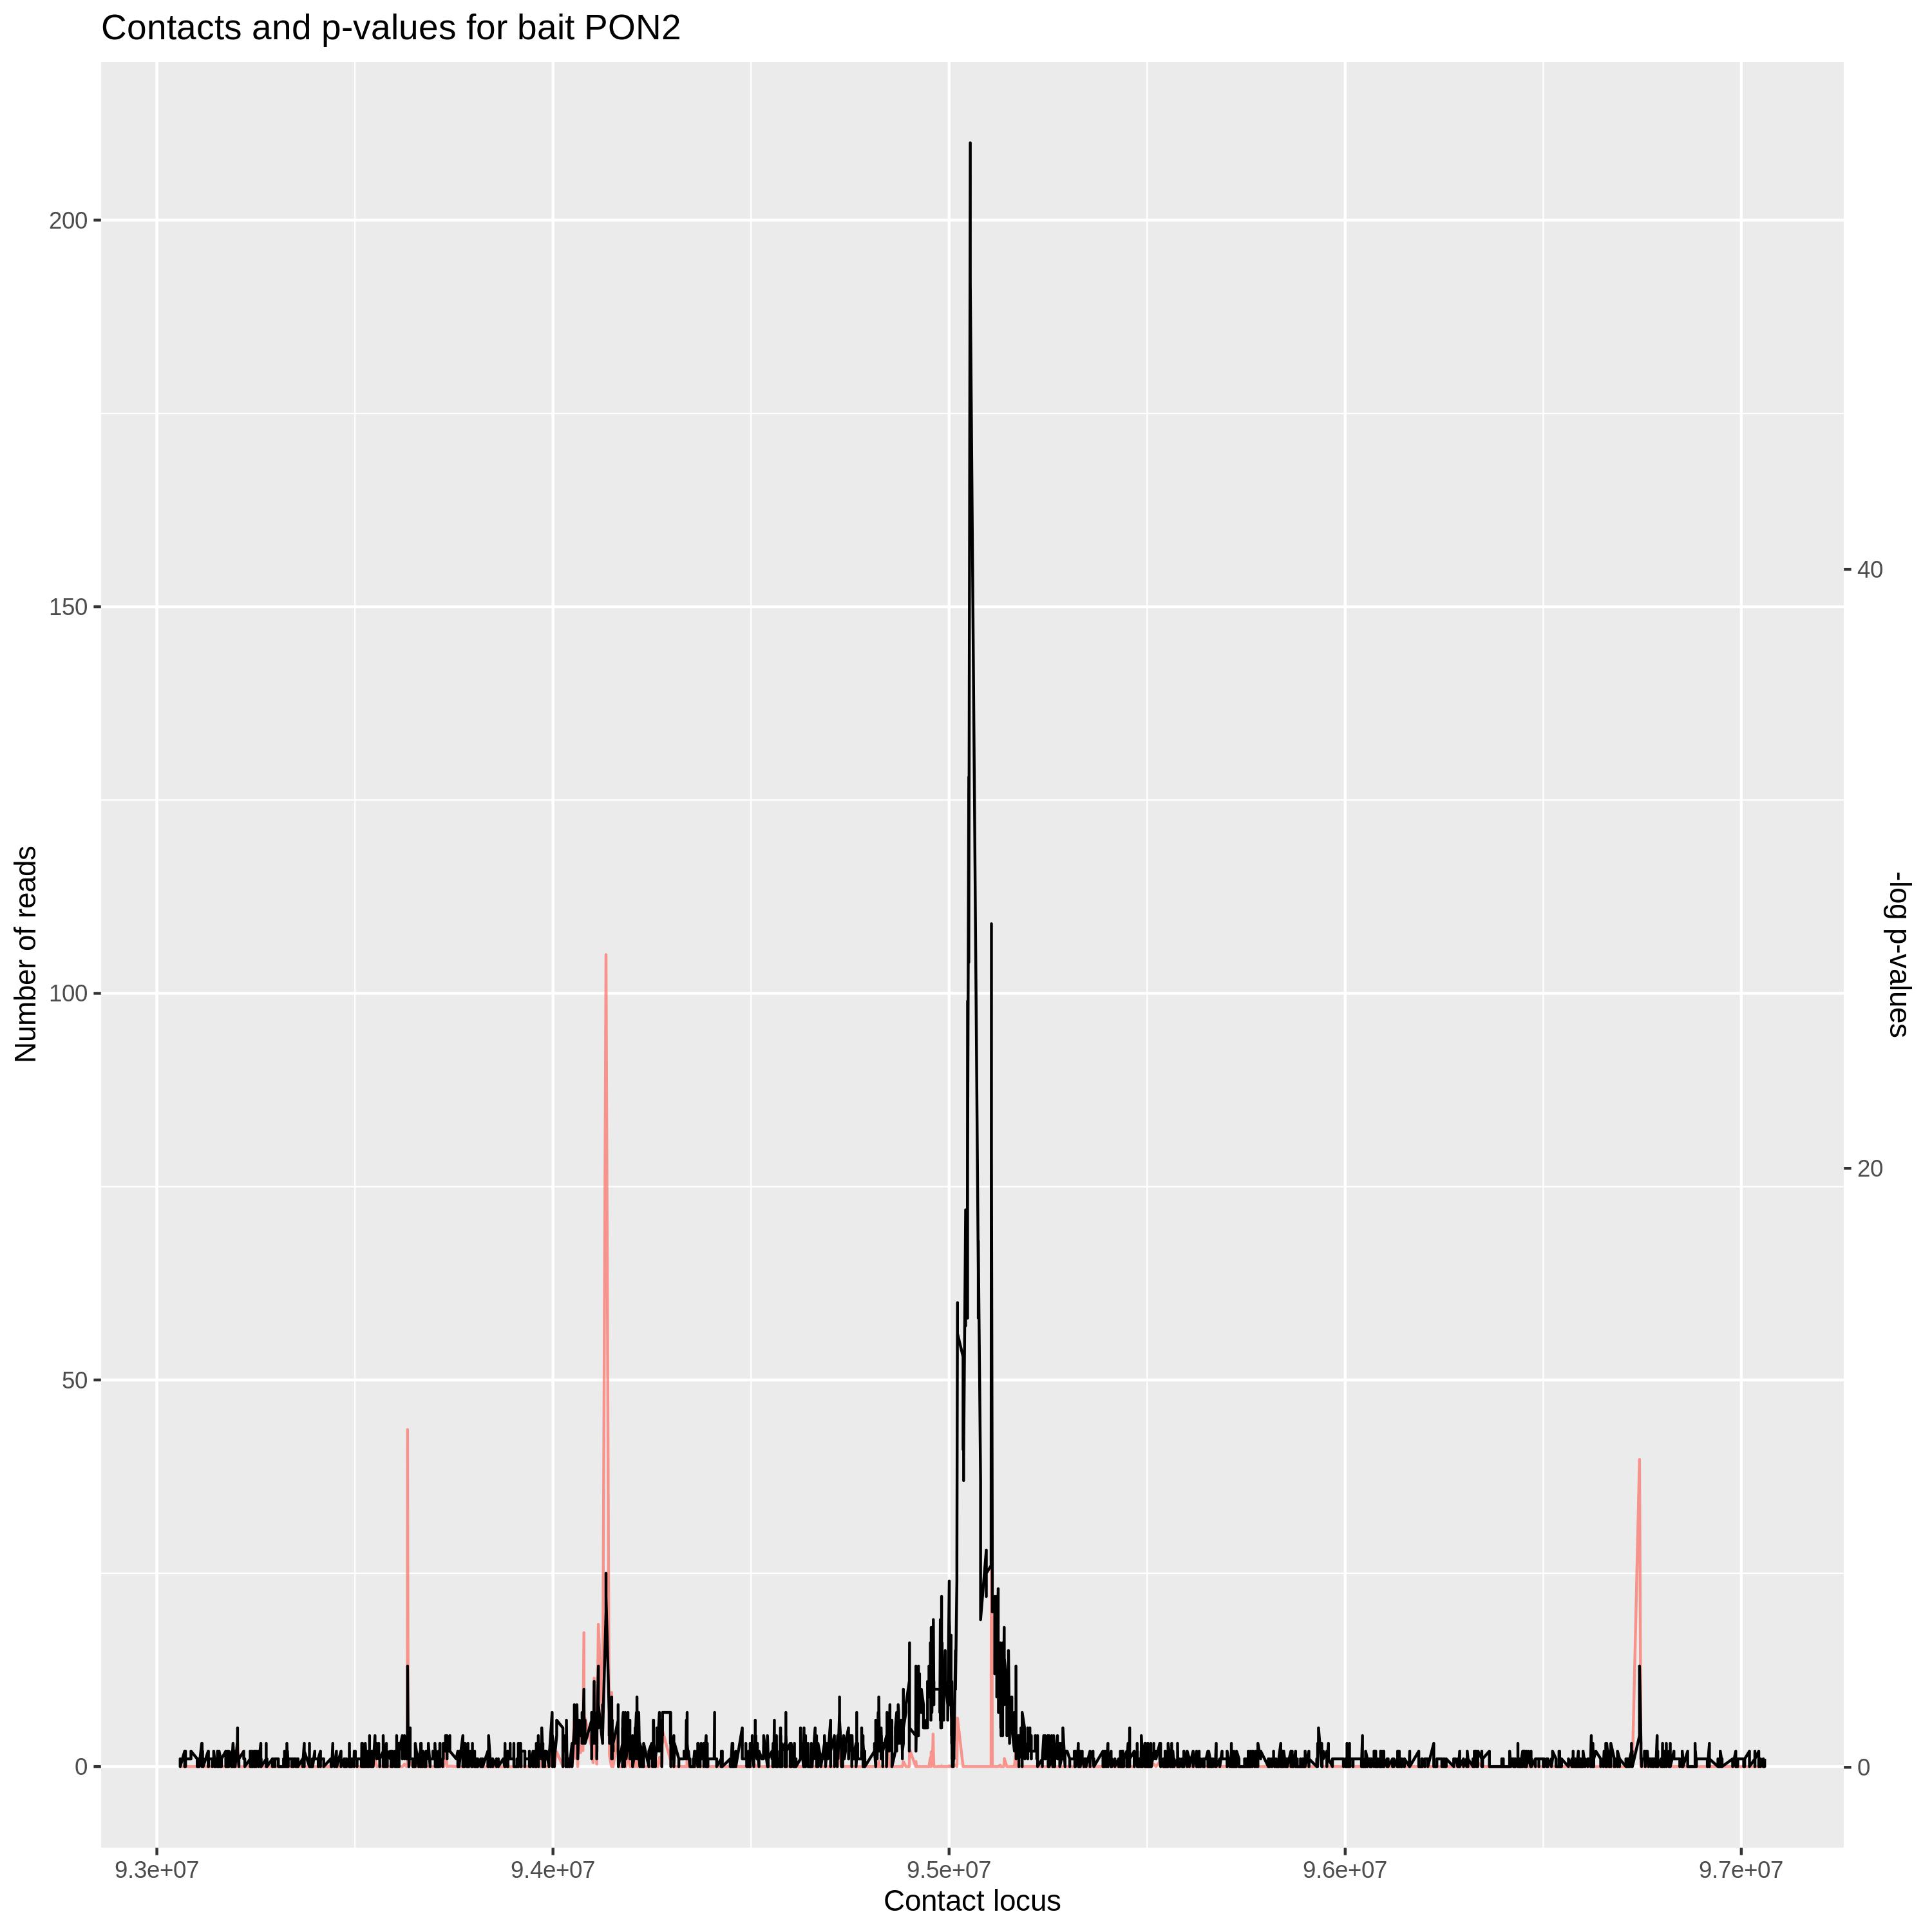 Contacts and p-values for bait PON2
200
150
100
50
0
Number of reads
40
20
0
-log p-values
9.3e+07 9.4e+07 9.5e+07 9.6e+07 9.7e+07
Contact locus